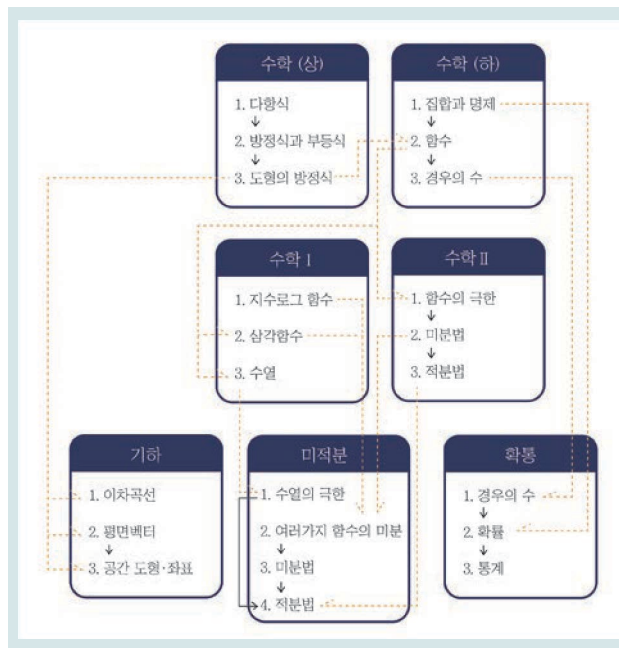 수학 (상)
1. 다항식
2. 방정식과 부등식
3. 도형의 방정식
수학 (하)
1. 집합과 명제
2. 함수
3. 경우의 수
수학 I
1. 지수로그 함수
2. 삼각함수
3. 수열
수학 II
1. 함수의 극한
2. 미분법
3. 적분법
기하
1. 이차곡선
2. 평면벡터
3. 공간 도형·좌표
미적분
1. 수열의 극한
2. 여러가지 함수의 미분
3. 미분법
4. 적분법
확통
1. 경우의 수
2. 확률
3. 통계